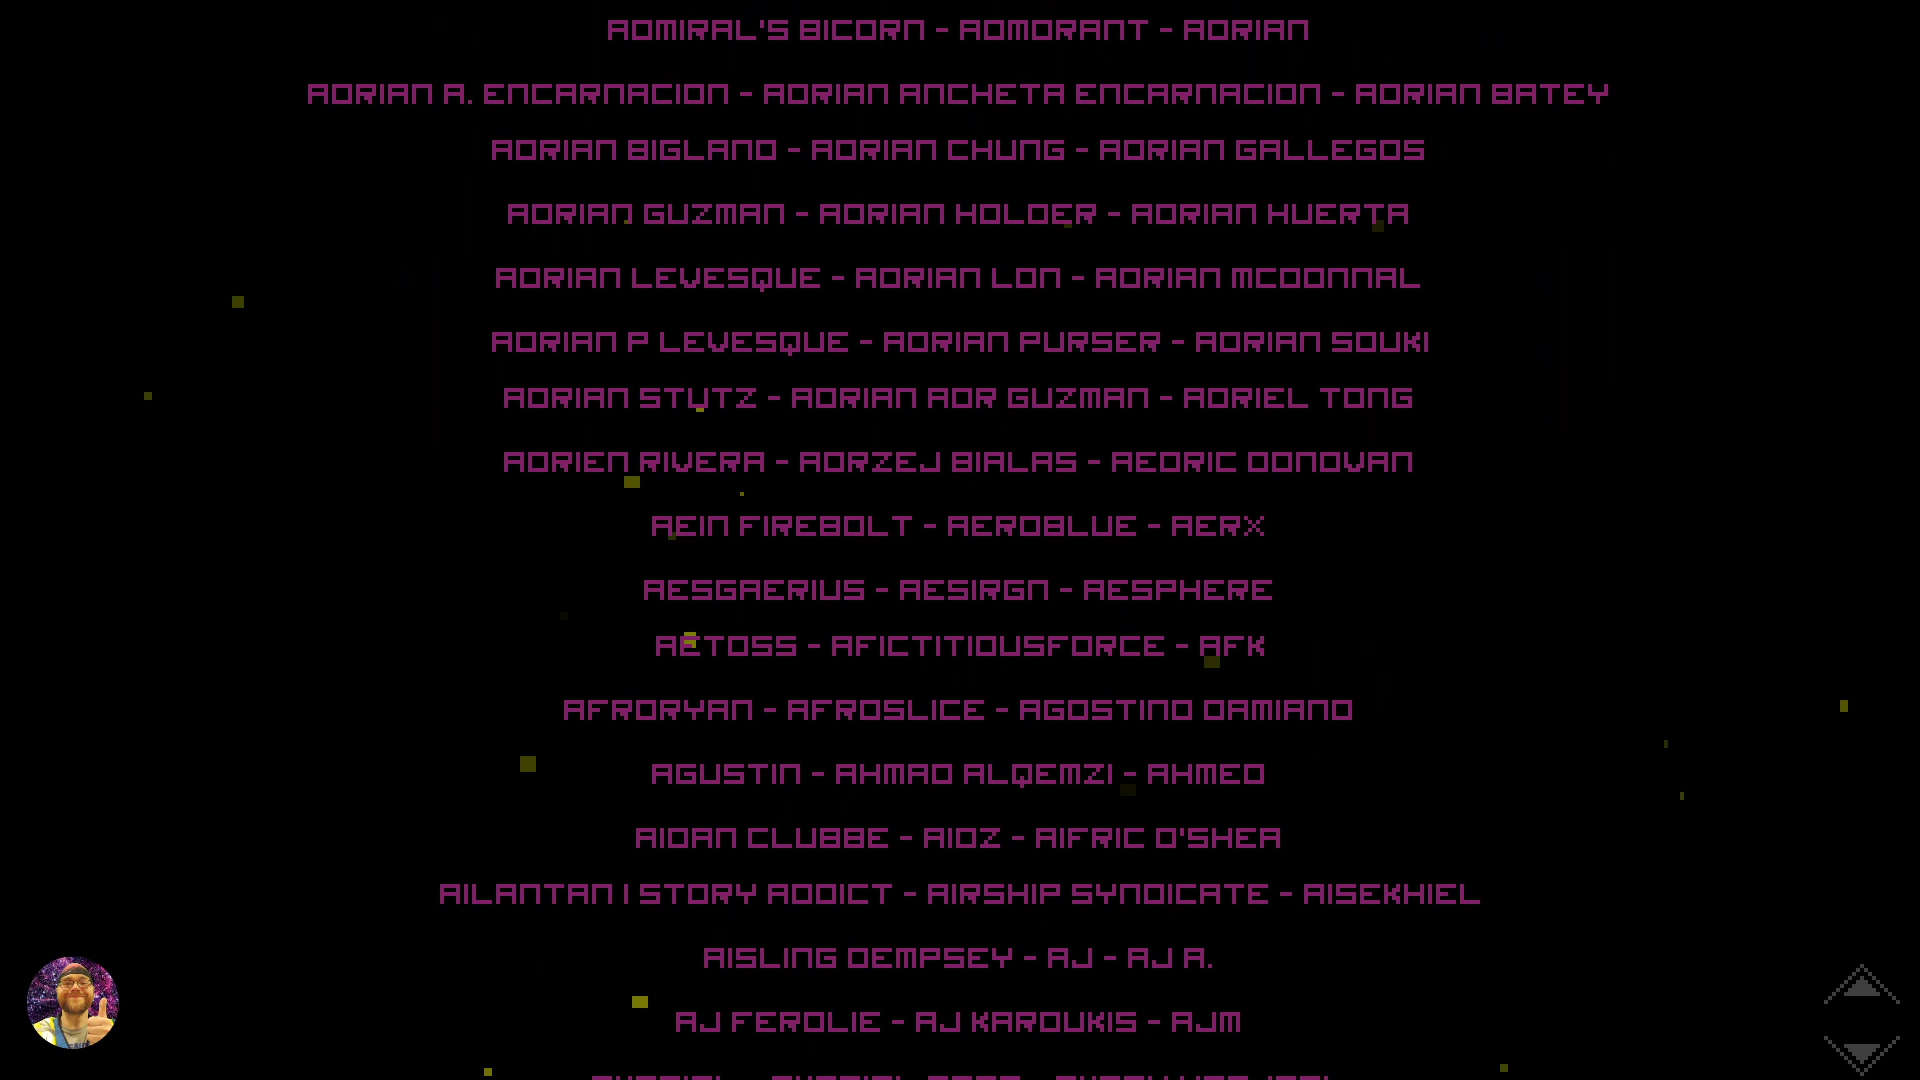 ADMIRAL'S BICORN - ADMORANT - ADRIAN
ADRIAN A. ENCARNACION - ADRIAN ANCHETA ENCARNACION - ADRIAN BATEY
ADRIAN BIGLAND - ADRIAN CHUNG - ADRIAN GALLEGOS
ADRIAN GUZMAN - ADRIAN HOLDER - ADRIAN HUERTA
ADRIAN LEVESQUE - ADRIAN LON - ADRIAN MCDONNAL
ADRIAN P LEVESQUE - ADRIAN PURSER - ADRIAN SOUKI
ADRIAN STUTZ - ADRIAN ADR GUZMAN - ADRIEL TONG
ADRIEN RIVERA - ADRZEJ BIALAS - AEDRIC DONOVAN
AEIN FIREBOLT - AEROBLUE - AERX
AESGAERIUS - AESIRGN - AESPHERE
AETOSS - AFICTITIOUSFORCE - AFK
AFRORYAN - AFROSLICE - AGOSTINO DAMIANO
AGUSTIN - AHMAD ALQEMZI - AHMED
AIDAN CLUBBE - AIDZ - AIFRIC O'SHEA
AILANTAN I STORY ADDICT - AIRSHIP SYNDICATE - AISEKHIEL
AISLING DEMPSEY - AJ - AJ A.
AJ FEROLIE - AJ KAROUKIS - AJM